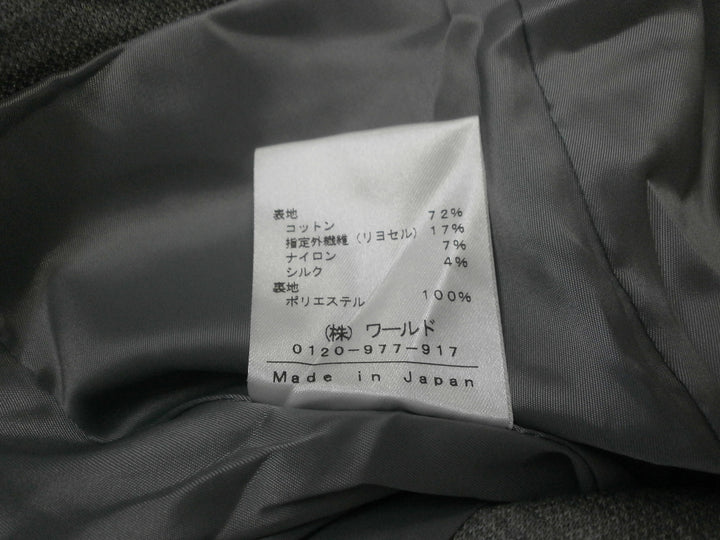 表地
コットン 72%
指定外繊維(リヨセル) 17%
ナイロン 7%
シルク 4%
裏地
ポリエステル 100%
(株)ワールド
0120-977-917
Made in Japan